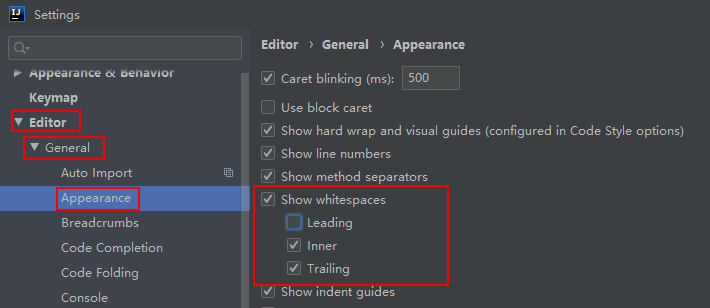 IJ Settings
Appearance & Behavior
Keymap
Editor
General
Auto Import
Appearance
Breadcrumbs
Code Completion
Code Folding
Console
Editor › General › Appearance
Caret blinking (ms): 500
Use block caret
Show hard wrap and visual guides (configured in Code Style options)
Show line numbers
Show method separators
Show whitespaces
Leading
Inner
Trailing
Show indent guides